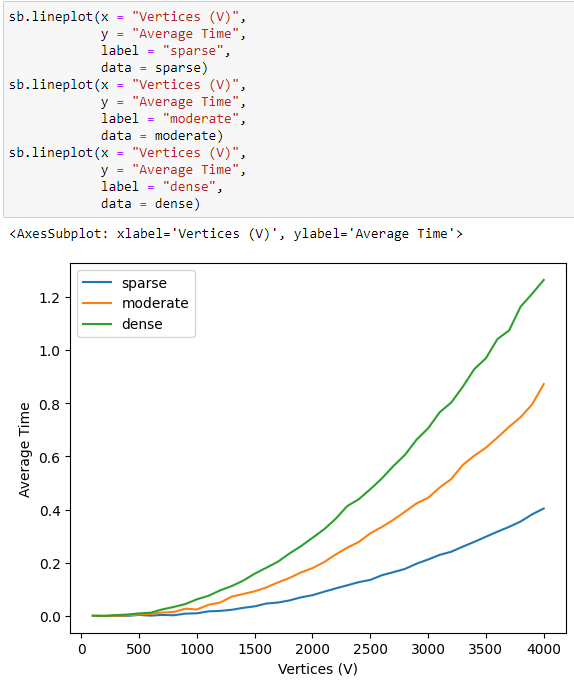 sb.lineplot(x = "Vertices (V)",
y = "Average Time",
label = "sparse",
data = sparse)
sb.lineplot(x = "Vertices (V)",
y = "Average Time",
label = "moderate",
data = moderate)
sb.lineplot(x = "Vertices (V)",
y = "Average Time",
label = "dense",
data = dense)
<AxesSubplot: xlabel='Vertices (V)', ylabel='Average Time'>
sparse
moderate
dense
1.2
1.0
0.8
0.6
0.4
0.2
0.0
Average Time
0 500 1000 1500 2000 2500 3000 3500 4000
Vertices (V)